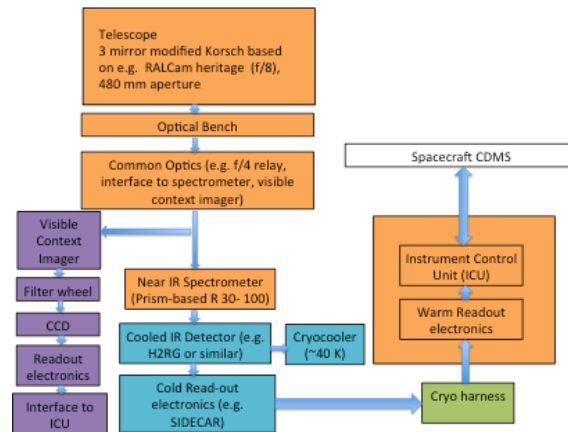 Telescope
3 mirror modified Korsch based
on e.g. RALCam heritage (f/8),
480 mm aperture
Optical Bench
Common Optics (e.g. f/4 relay,
interface to spectrometer, visible
context imager)
Visible
Context
Imager
Filter wheel
CCD
Readout
electronics
Interface to
ICU
Near IR Spectrometer
(Prism-based R 30- 100)
Cooled IR Detector (e.g.
H2RG or similar)
Cryocooler
(~40 K)
Cold Read-out
electronics (e.g.
SIDECAR)
Spacecraft CDMS
Instrument Control
Unit (ICU)
Warm Readout
electronics
Cryo harness